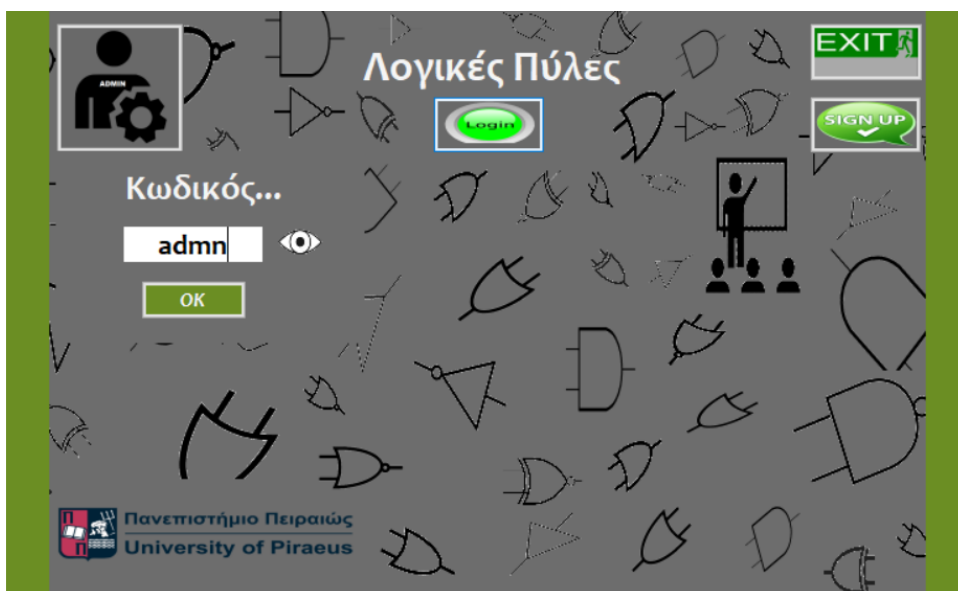 ADMIN
Λογικές Πύλες
EXIT
Login
SIGN UP
Κωδικός...
admn
OK
Πανεπιστήμιο Πειραιώς
University of Piraeus